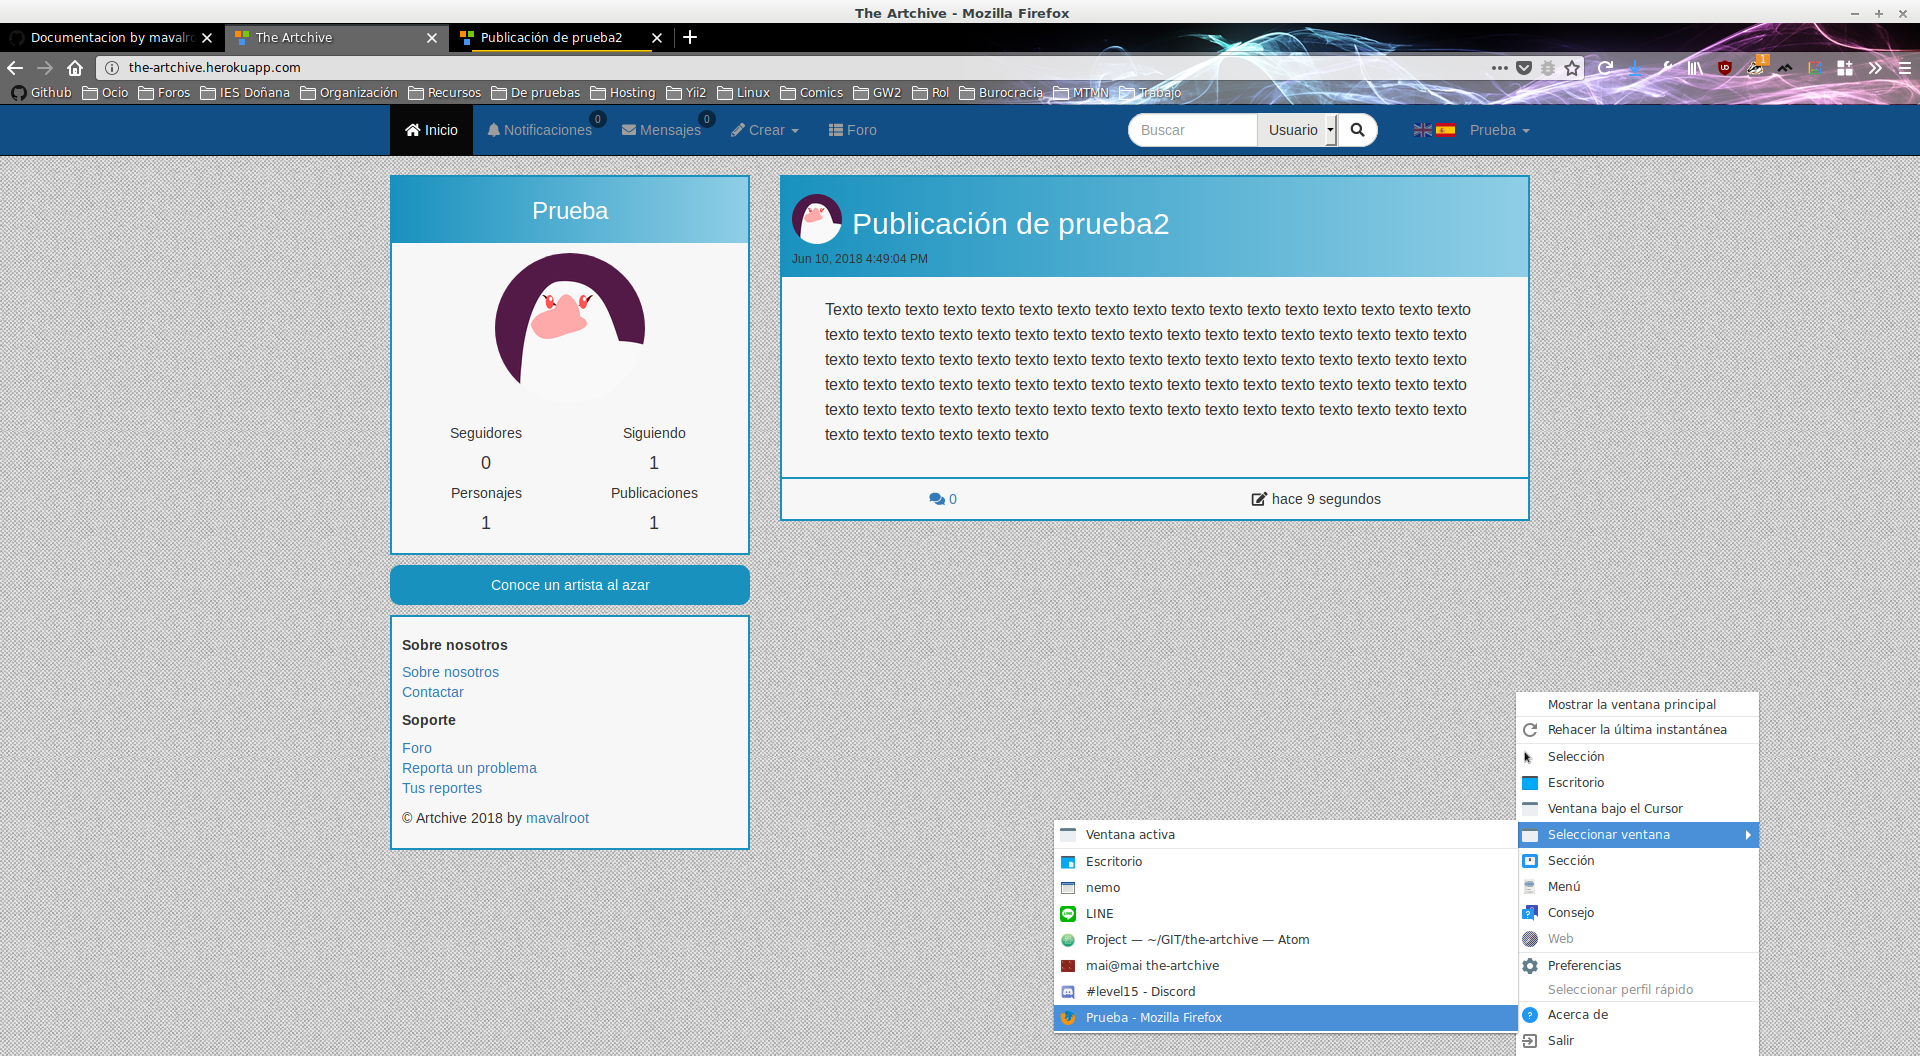 The Artchive - Mozilla Firefox
Documentacion by mavalr
The Artchive
Publicación de prueba2
the-artchive.herokuapp.com
1
Github Ocio Foros IES Doñana Organización Recursos De pruebas Hosting Yii2 Linux Comics GW2 Rol Burocracia MTMN Trabajo
Inicio Notificaciones 0 Mensajes 0 Crear Foro Buscar Usuario Prueba
Prueba
Seguidores Siguiendo
0 1
Personajes Publicaciones
1 1
Conoce un artista al azar
Sobre nosotros
Sobre nosotros
Contactar
Soporte
Foro
Reporta un problema
Tus reportes
© Artchive 2018 by mavalroot
Publicación de prueba2
Jun 10, 2018 4:49:04 PM
Texto texto texto texto texto texto texto texto texto texto texto texto texto texto texto texto texto
texto texto texto texto texto texto texto texto texto texto texto texto texto texto texto texto texto
texto texto texto texto texto texto texto texto texto texto texto texto texto texto texto texto texto
texto texto texto texto texto texto texto texto texto texto texto texto texto texto texto texto texto
texto texto texto texto texto texto texto texto texto texto texto texto texto texto texto texto texto
texto texto texto texto texto texto
0 hace 9 segundos
Ventana activa
Escritorio
nemo
LINE
Project — ~/GIT/the-artchive — Atom
mai@mai the-artchive
#level15 - Discord
Prueba - Mozilla Firefox
Mostrar la ventana principal
Rehacer la última instantánea
Selección
Escritorio
Ventana bajo el Cursor
Seleccionar ventana
Sección
Menú
Consejo
Web
Preferencias
Seleccionar perfil rápido
Acerca de
Salir